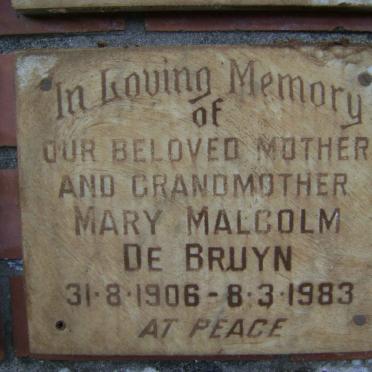 In Loving Memory
of
OUR BELOVED MOTHER
AND GRANDMOTHER
MARY MALCOLM
DE BRUYN
31·8·1906-8·3·1983
AT PEACE